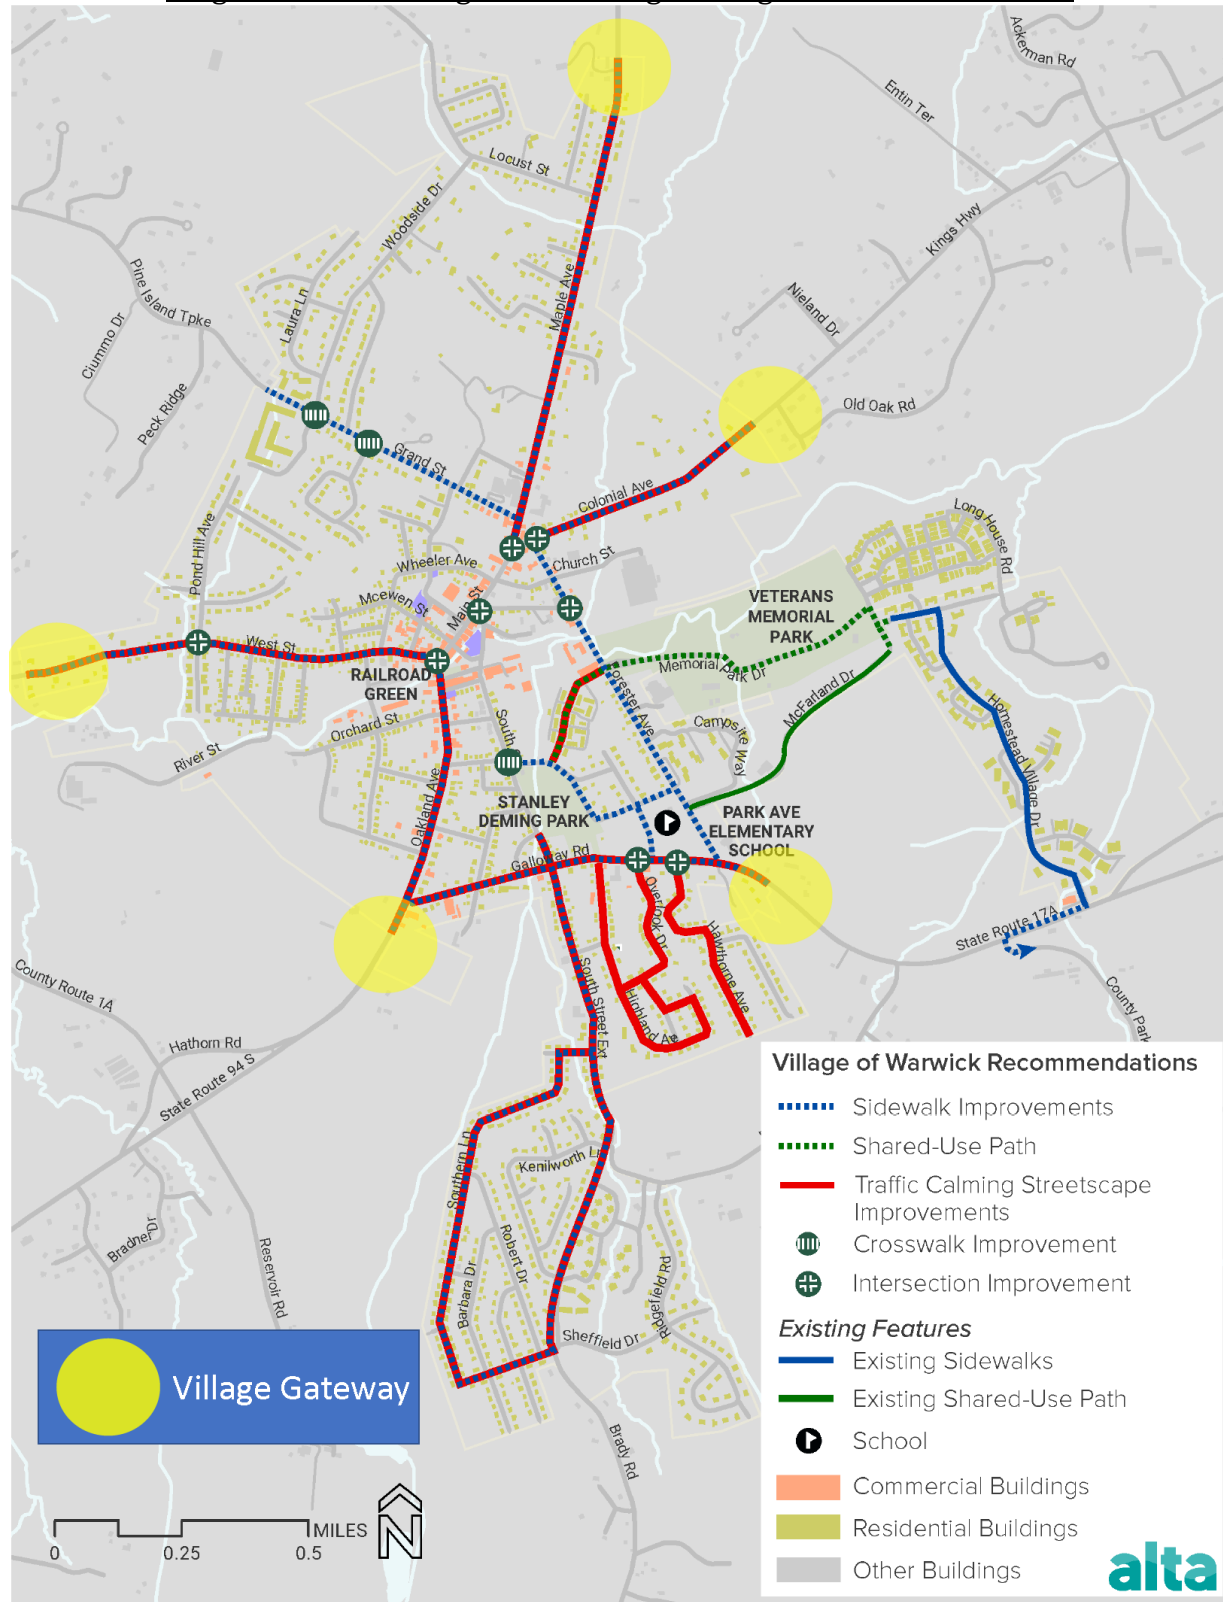 Ackerman Rd
Entin Ter
Locust St
Woodside Dr
Kings Hwy
Pine Island Tpke
Maple Ave
Nieland Dr
Laura Ln
Ciummo Dr
Peck Ridge
Old Oak Rd
Grand St
Colonial Ave
Long House Rd
Pond Hill Ave
Wheeler Ave
Church St
Mcewen St
Main St
VETERANS
MEMORIAL
PARK
West St
RAILROAD
GREEN
Memorial Park Dr
Forester Ave
McFarland Dr
Homestead Village Dr
Orchard St
South
Campsite Way
River St
Oakland Ave
STANLEY
DEMING PARK
PARK AVE
ELEMENTARY
SCHOOL
Galloway Rd
Overlook Dr
Hawthorne Ave
State Route 17A
County Route 1A
South Street Ext
Highland Av
County Park
Hathorn Rd
State Route 94 S
Southern Ln
Kenilworth Ln
Bradner Dr
Reservoir Rd
Robert Dr
Barbara Dr
Ridgefield Rd
Sheffield Dr
Brady Rd
Village of Warwick Recommendations
Sidewalk Improvements
Shared-Use Path
Traffic Calming Streetscape
Improvements
Crosswalk Improvement
Intersection Improvement
Existing Features
Existing Sidewalks
Existing Shared-Use Path
School
Commercial Buildings
Residential Buildings
Other Buildings
Village Gateway
MILES
0 0.25 0.5
N
alta